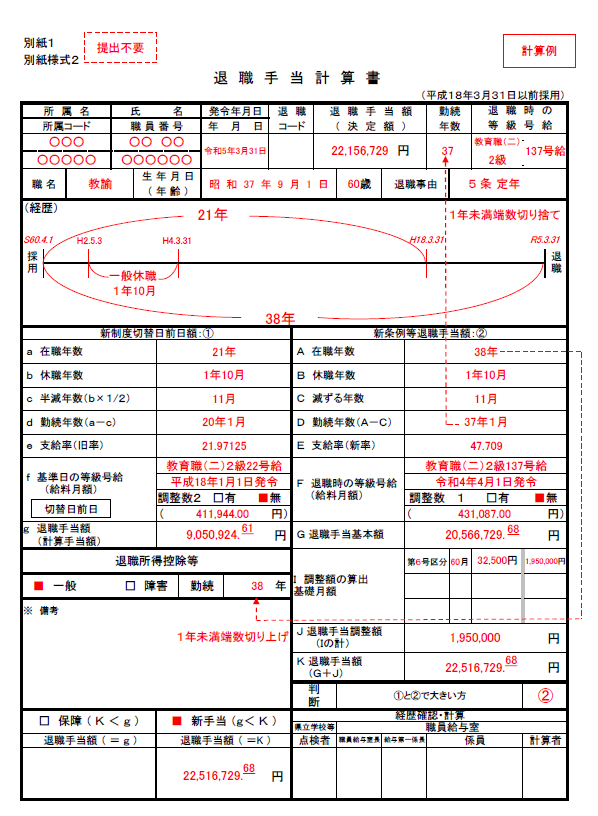 別紙1
別紙様式2
提出不要
計算例
退職手当計算書
(平成18年3月31日以前採用)
所属名 氏名 発令年月日 退職 退職手当額 勤続 退職時の
所属コード 職員番号 年月日 コード (決定額) 年数 等級号給
○○○ ○○ ○○ 令和5年3月31日 22,156,729 円 37 教育職(二) 2級 137号給
○○○○○ ○○○○○○
職名 教諭 生年月日 (年齢) 昭和37年9月1日 60歳 退職事由 5条定年
(経歴)
1年未満端数切り捨て
21年
S60.4.1 H2.5.3 H4.3.31 H18.3.31 R5.3.31
採用 退職
一般休職
1年10月
38年
新制度切替日前日額:① 新条例等退職手当額:②
a 在職年数 21年 A 在職年数 38年
b 休職年数 1年10月 B 休職年数 1年10月
c 半減年数(b×1/2) 11月 C 減ずる年数 11月
d 勤続年数(a-c) 20年1月 D 勤続年数(A-C) 37年1月
e 支給率(旧率) 21.97125 E 支給率(新率) 47.709
f 基準日の等級号給 (給料月額) 教育職(二)2級22号給 F 退職時の等級号給 (給料月額) 教育職(二)2級137号給
平成18年1月1日発令 令和4年4月1日発令
切替日前日 調整数2 □有 ■無 調整数 1 □有 ■無
( 411,944.00 円) ( 431,087.00 円)
g 退職手当額 (計算手当額) 9,050,924.61 円 G 退職手当基本額 20,566,729.68 円
退職所得控除等
■ 一般 □ 障害 勤続 38 年
I 調整額の算出 基礎月額 第6号区分 60月 32,500円 1,950,000円
※ 備考
1年未満端数切り上げ
J 退職手当調整額 (Iの計) 1,950,000 円
K 退職手当額 (G+J) 22,516,729.68 円
判断 ①と②で大きい方 ②
□ 保障(K<g) ■ 新手当(g<K) 経歴確認・計算
県立学校等 職員給与室
退職手当額(=g) 退職手当額(=K) 点検者 職員給与室長 給与第一係長 係員 計算者
22,516,729.68 円